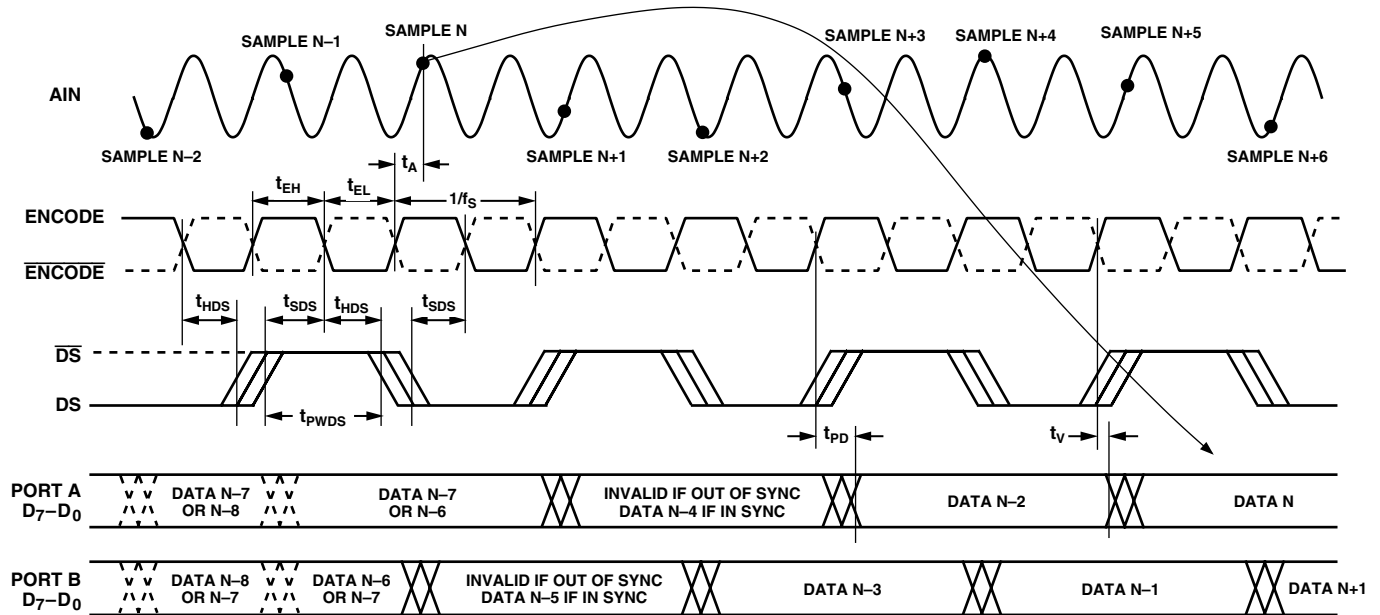 SAMPLE N–1
SAMPLE N
SAMPLE N+3
SAMPLE N+4
SAMPLE N+5
AIN
SAMPLE N–2
SAMPLE N+1
SAMPLE N+2
SAMPLE N+6
tA
tEH
tEL
1/fS
ENCODE
ENCODE
tHDS
tSDS
tHDS
tSDS
DS
DS
tPWDS
tPD
tV
PORT A
D7–D0
DATA N–7
OR N–8
DATA N–7
OR N–6
INVALID IF OUT OF SYNC
DATA N–4 IF IN SYNC
DATA N–2
DATA N
PORT B
D7–D0
DATA N–8
OR N–7
DATA N–6
OR N–7
INVALID IF OUT OF SYNC
DATA N–5 IF IN SYNC
DATA N–3
DATA N–1
DATA N+1